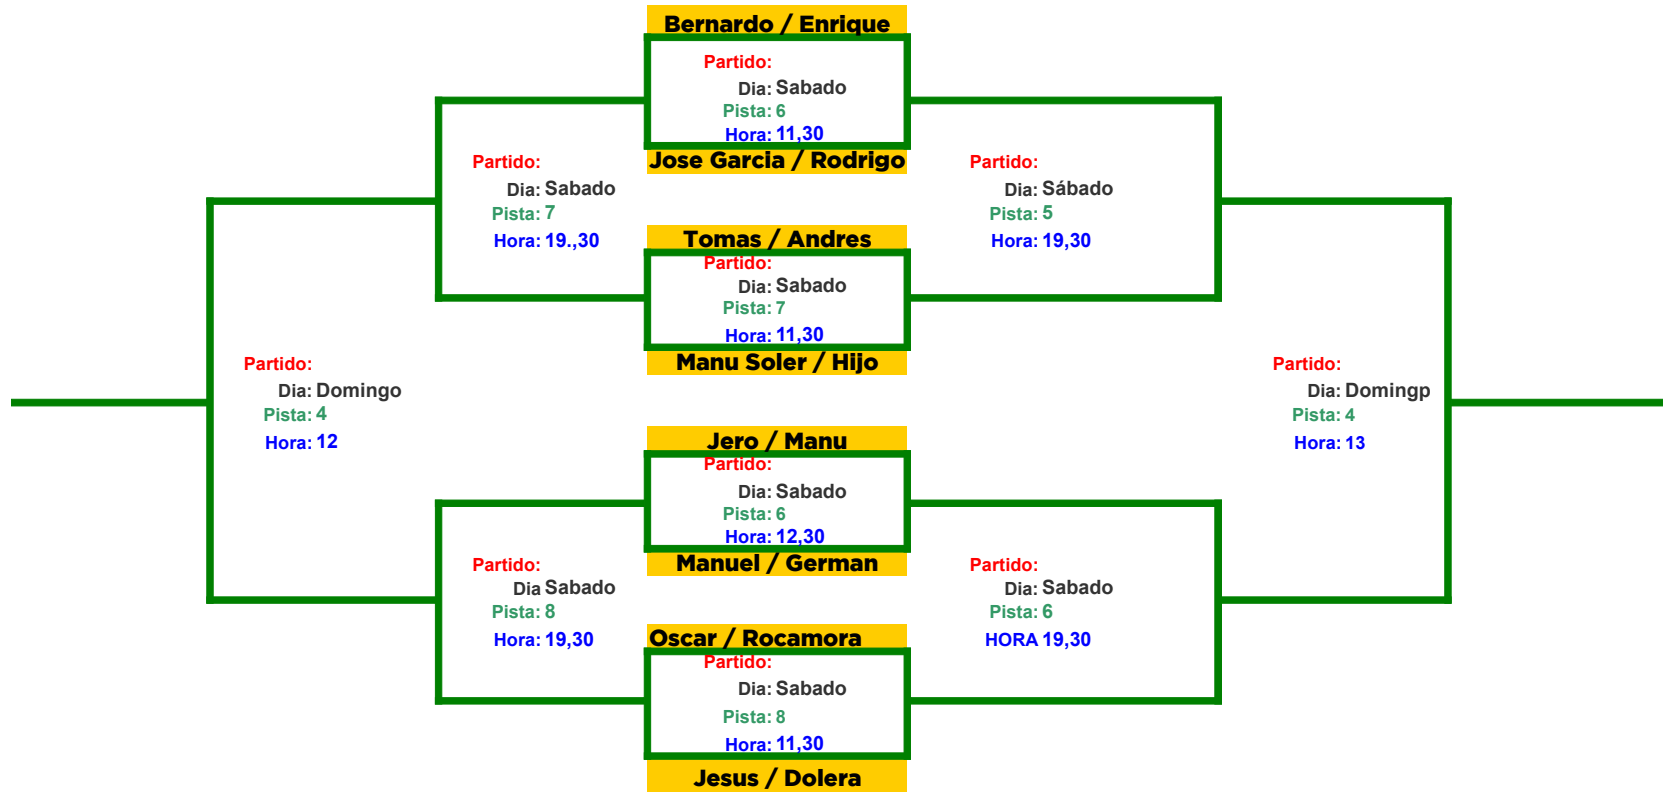 Bernardo / Enrique
Partido:
Dia: Sabado
Pista: 6
Hora: 11,30
Jose Garcia / Rodrigo
Partido:
Dia: Sabado
Pista: 7
Hora: 19.,30
Partido:
Dia: Sábado
Pista: 5
Hora: 19,30
Tomas / Andres
Partido:
Dia: Sabado
Pista: 7
Hora: 11,30
Manu Soler / Hijo
Partido:
Dia: Domingo
Pista: 4
Hora: 12
Partido:
Dia: Domingp
Pista: 4
Hora: 13
Jero / Manu
Partido:
Dia: Sabado
Pista: 6
Hora: 12,30
Manuel / German
Partido:
Dia Sabado
Pista: 8
Hora: 19,30
Partido:
Dia: Sabado
Pista: 6
HORA 19,30
Oscar / Rocamora
Partido:
Dia: Sabado
Pista: 8
Hora: 11,30
Jesus / Dolera